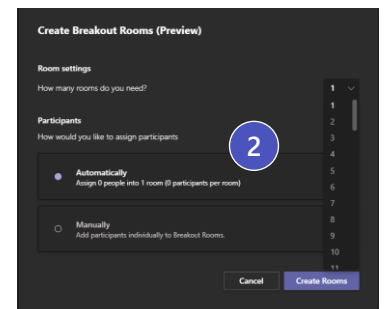 Create Breakout Rooms (Preview)
Room settings
How many rooms do you need?
1
1
2
3
4
5
6
7
8
9
10
11
Participants
How would you like to assign participants
2
Automatically
Assign 0 people into 1 room (0 participants per room)
Manually
Add participants individually to Breakout Rooms.
Cancel
Create Rooms